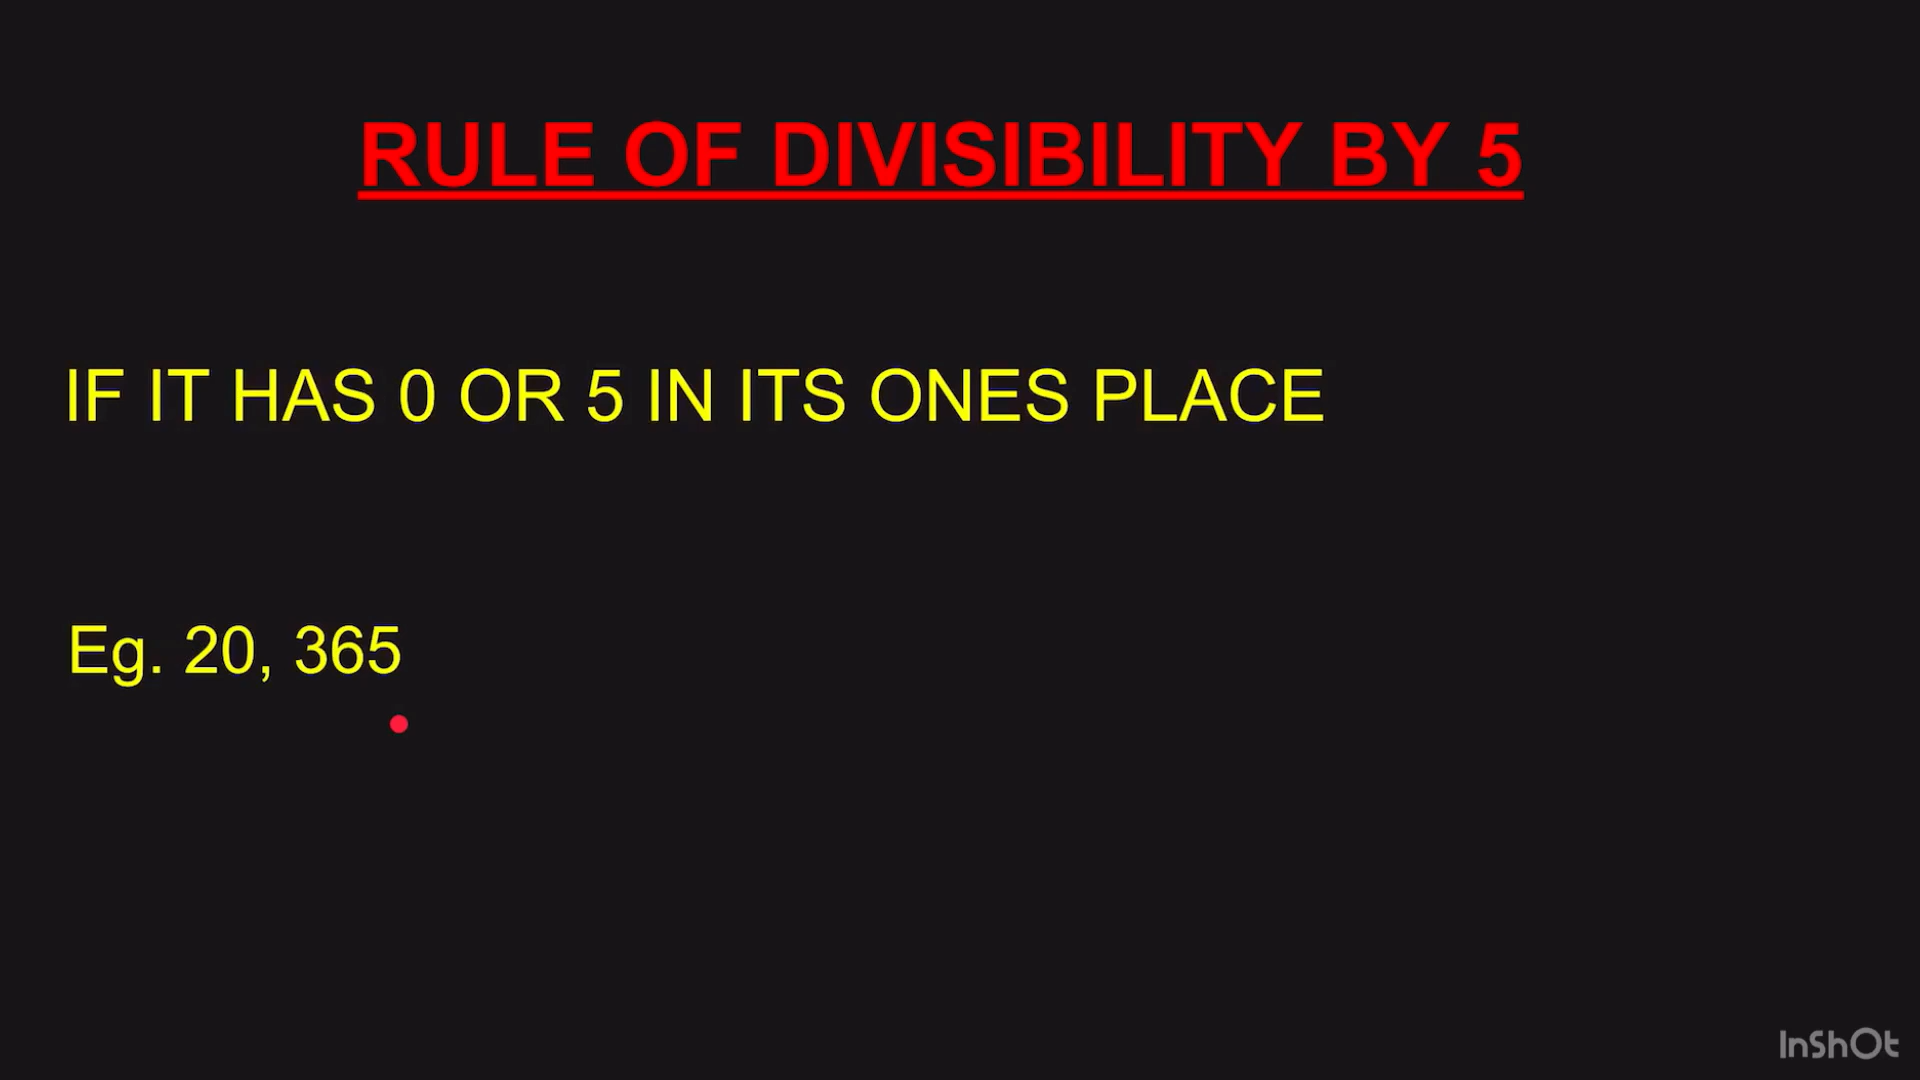 RULE OF DIVISIBILITY BY 5
IF IT HAS 0 OR 5 IN ITS ONES PLACE
Eg. 20, 365
InShOt